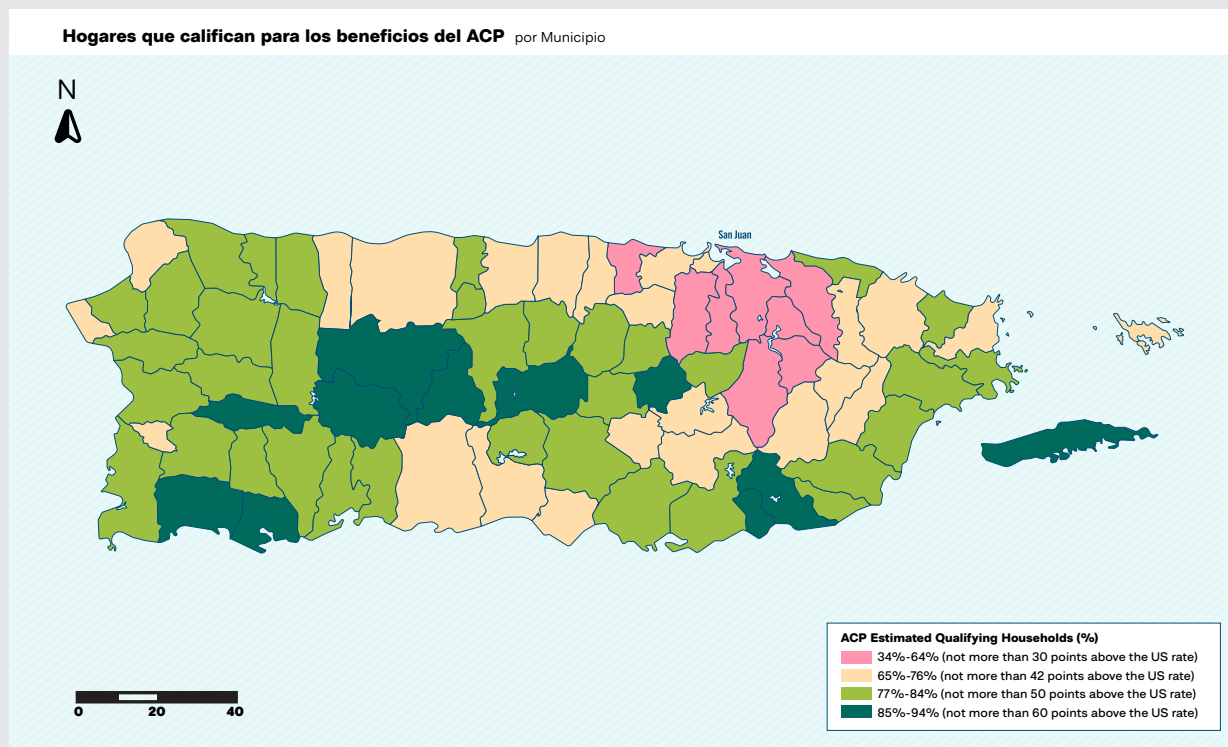 Hogares que califican para los beneficios del ACP por Municipio
N
San Juan
ACP Estimated Qualifying Households (%)
34%-64% (not more than 30 points above the US rate)
65%-76% (not more than 42 points above the US rate)
77%-84% (not more than 50 points above the US rate)
85%-94% (not more than 60 points above the US rate)
0 20 40